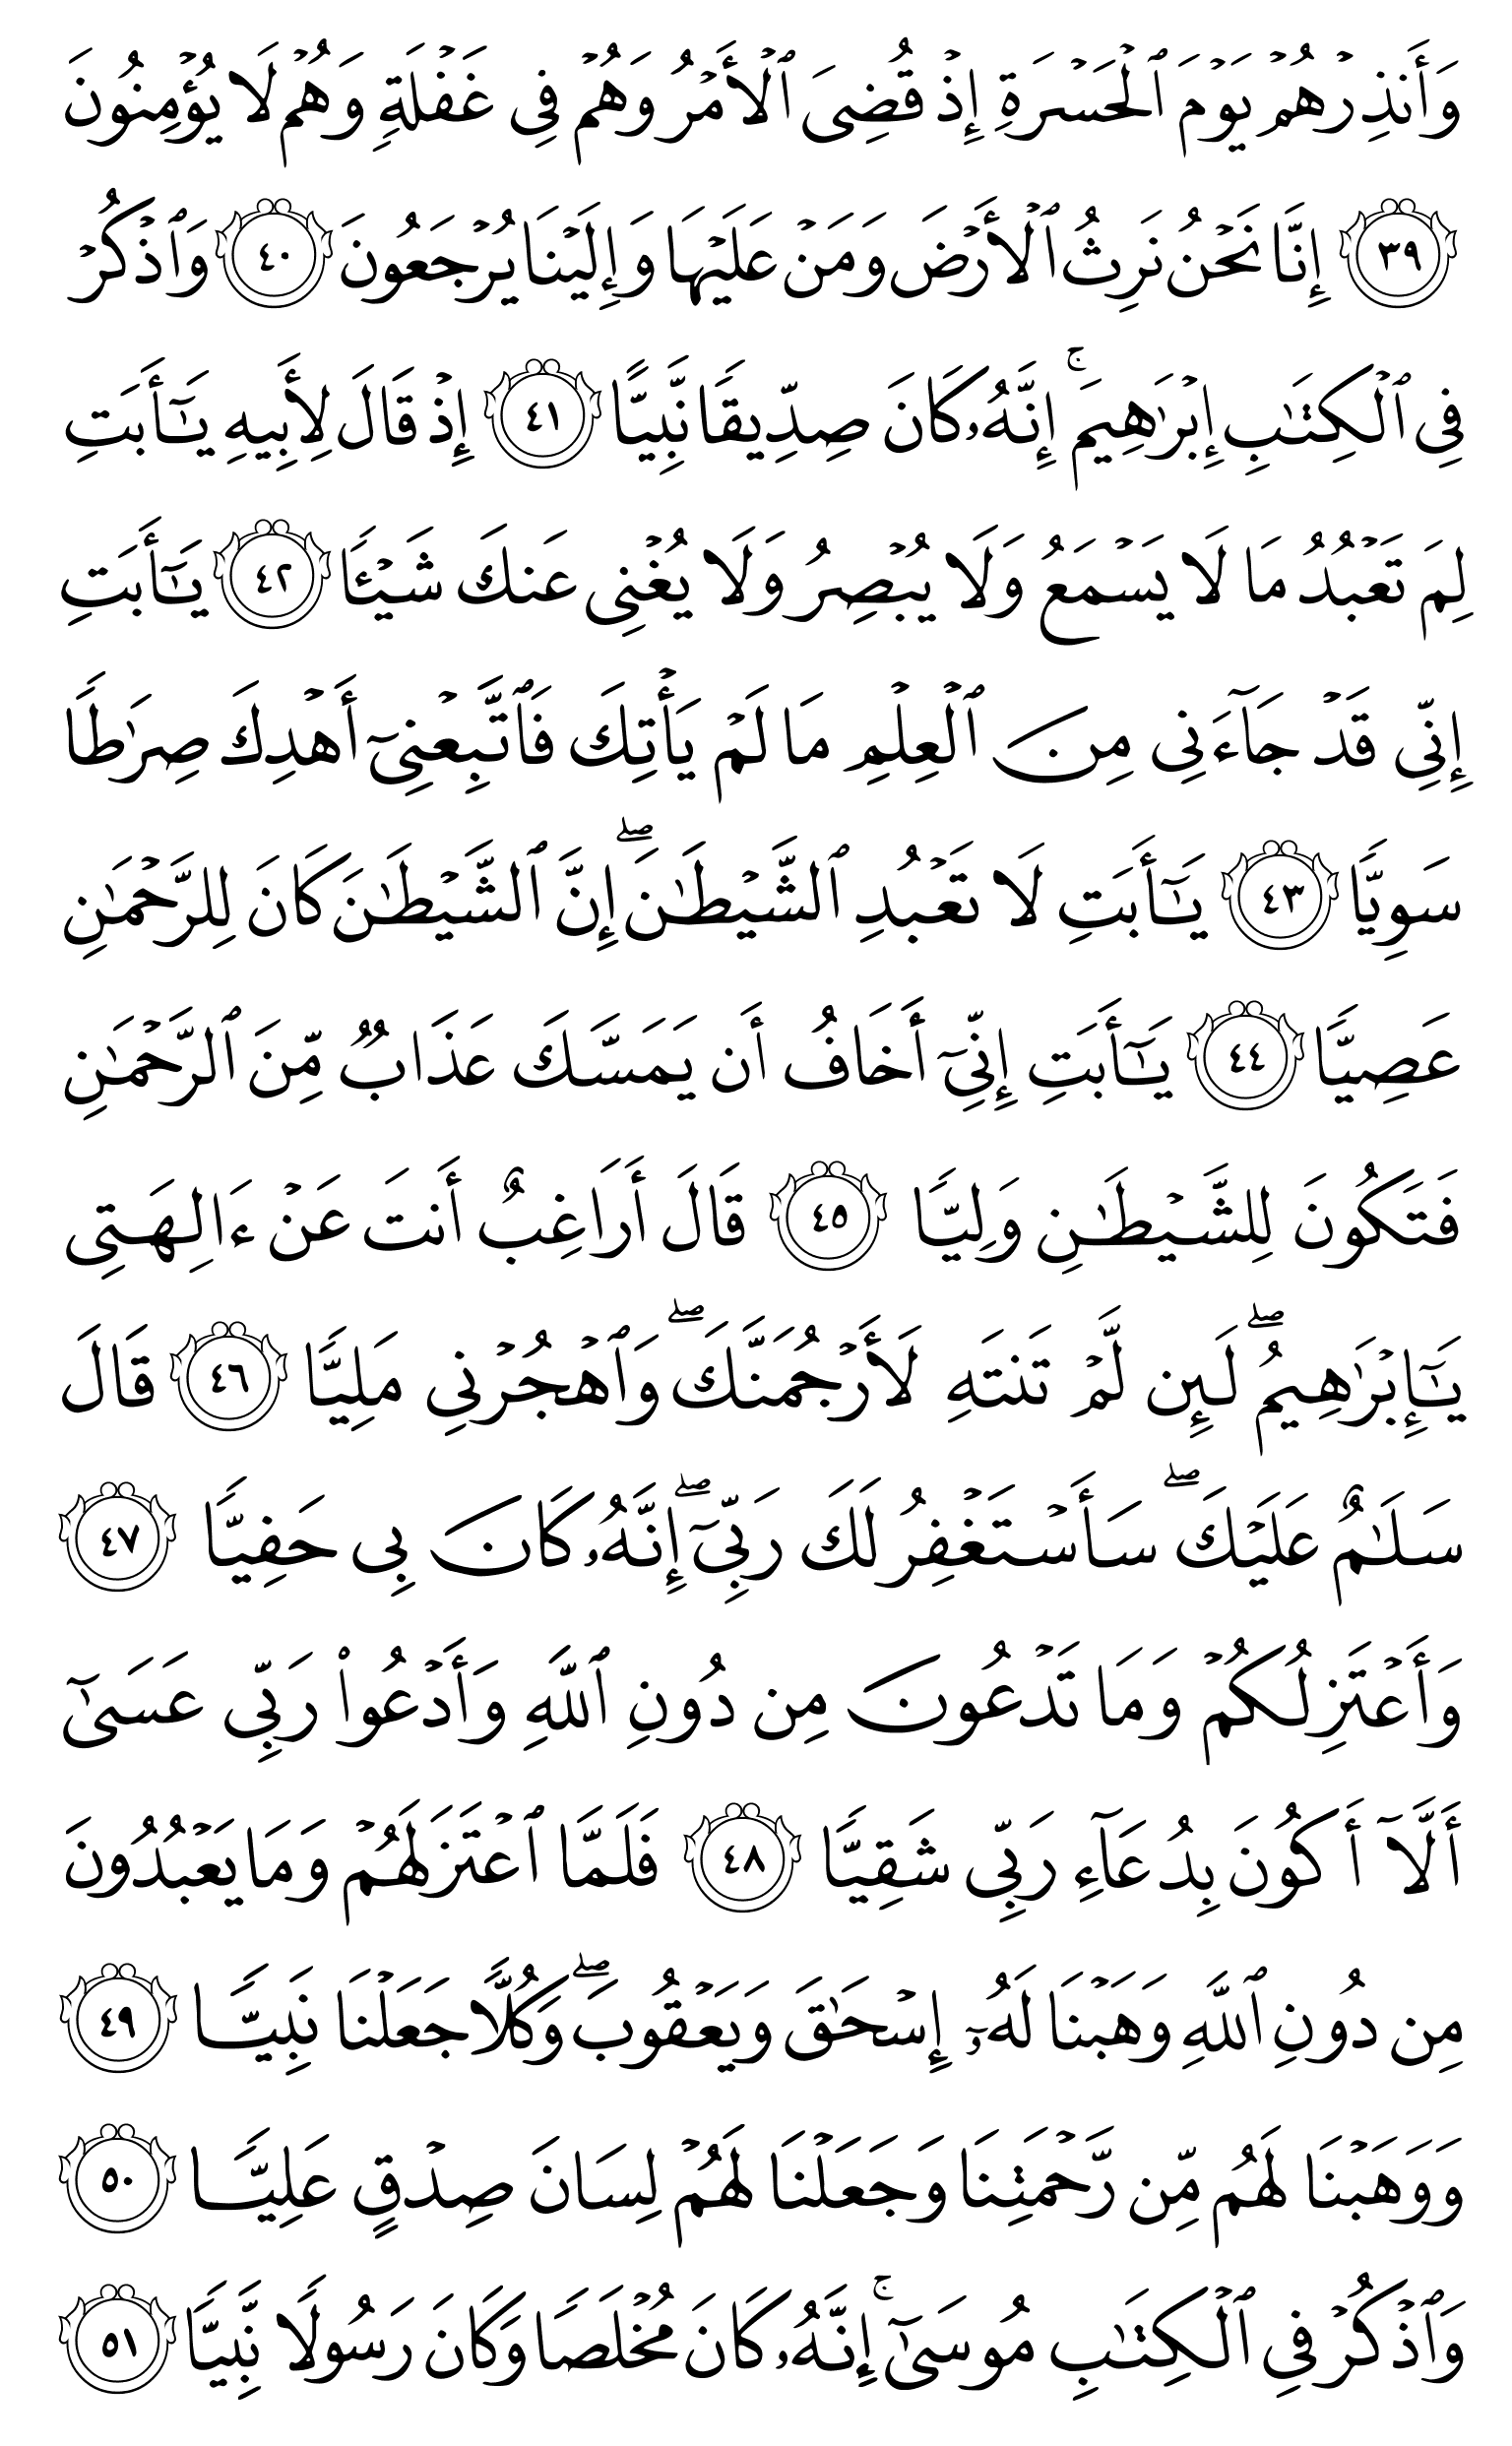 وَأَنذِرْهُمْ يَوْمَ ٱلْحَسْرَةِ إِذْ قُضِىَ ٱلْأَمْرُ وَهُمْ فِى غَفْلَةٍ وَهُمْ لَا يُؤْمِنُونَ
٣٩ إِنَّا نَحْنُ نَرِثُ ٱلْأَرْضَ وَمَنْ عَلَيْهَا وَإِلَيْنَا يُرْجَعُونَ ٤٠ وَٱذْكُرْ
فِى ٱلْكِتَٰبِ إِبْرَٰهِيمَ ۚ إِنَّهُۥ كَانَ صِدِّيقًا نَّبِيًّا ٤١ إِذْ قَالَ لِأَبِيهِ يَٰٓأَبَتِ
لِمَ تَعْبُدُ مَا لَا يَسْمَعُ وَلَا يُبْصِرُ وَلَا يُغْنِى عَنكَ شَيْـًٔا ٤٢ يَٰٓأَبَتِ
إِنِّى قَدْ جَآءَنِى مِنَ ٱلْعِلْمِ مَا لَمْ يَأْتِكَ فَٱتَّبِعْنِىٓ أَهْدِكَ صِرَٰطًا
سَوِيًّا ٤٣ يَٰٓأَبَتِ لَا تَعْبُدِ ٱلشَّيْطَٰنَ ۖ إِنَّ ٱلشَّيْطَٰنَ كَانَ لِلرَّحْمَٰنِ
عَصِيًّا ٤٤ يَٰٓأَبَتِ إِنِّىٓ أَخَافُ أَن يَمَسَّكَ عَذَابٌ مِّنَ ٱلرَّحْمَٰنِ
فَتَكُونَ لِلشَّيْطَٰنِ وَلِيًّا ٤٥ قَالَ أَرَاغِبٌ أَنتَ عَنْ ءَالِهَتِى
يَٰٓإِبْرَٰهِيمُ ۖ لَئِن لَّمْ تَنتَهِ لَأَرْجُمَنَّكَ ۖ وَٱهْجُرْنِى مَلِيًّا ٤٦ قَالَ
سَلَٰمٌ عَلَيْكَ ۖ سَأَسْتَغْفِرُ لَكَ رَبِّىٓ ۖ إِنَّهُۥ كَانَ بِى حَفِيًّا ٤٧
وَأَعْتَزِلُكُمْ وَمَا تَدْعُونَ مِن دُونِ ٱللَّهِ وَأَدْعُوا۟ رَبِّى عَسَىٰٓ
أَلَّآ أَكُونَ بِدُعَآءِ رَبِّى شَقِيًّا ٤٨ فَلَمَّا ٱعْتَزَلَهُمْ وَمَا يَعْبُدُونَ
مِن دُونِ ٱللَّهِ وَهَبْنَا لَهُۥٓ إِسْحَٰقَ وَيَعْقُوبَ ۖ وَكُلًّا جَعَلْنَا نَبِيًّا ٤٩
وَوَهَبْنَا لَهُم مِّن رَّحْمَتِنَا وَجَعَلْنَا لَهُمْ لِسَانَ صِدْقٍ عَلِيًّا ٥٠
وَٱذْكُرْ فِى ٱلْكِتَٰبِ مُوسَىٰٓ ۚ إِنَّهُۥ كَانَ مُخْلَصًا وَكَانَ رَسُولًا نَّبِيًّا ٥١